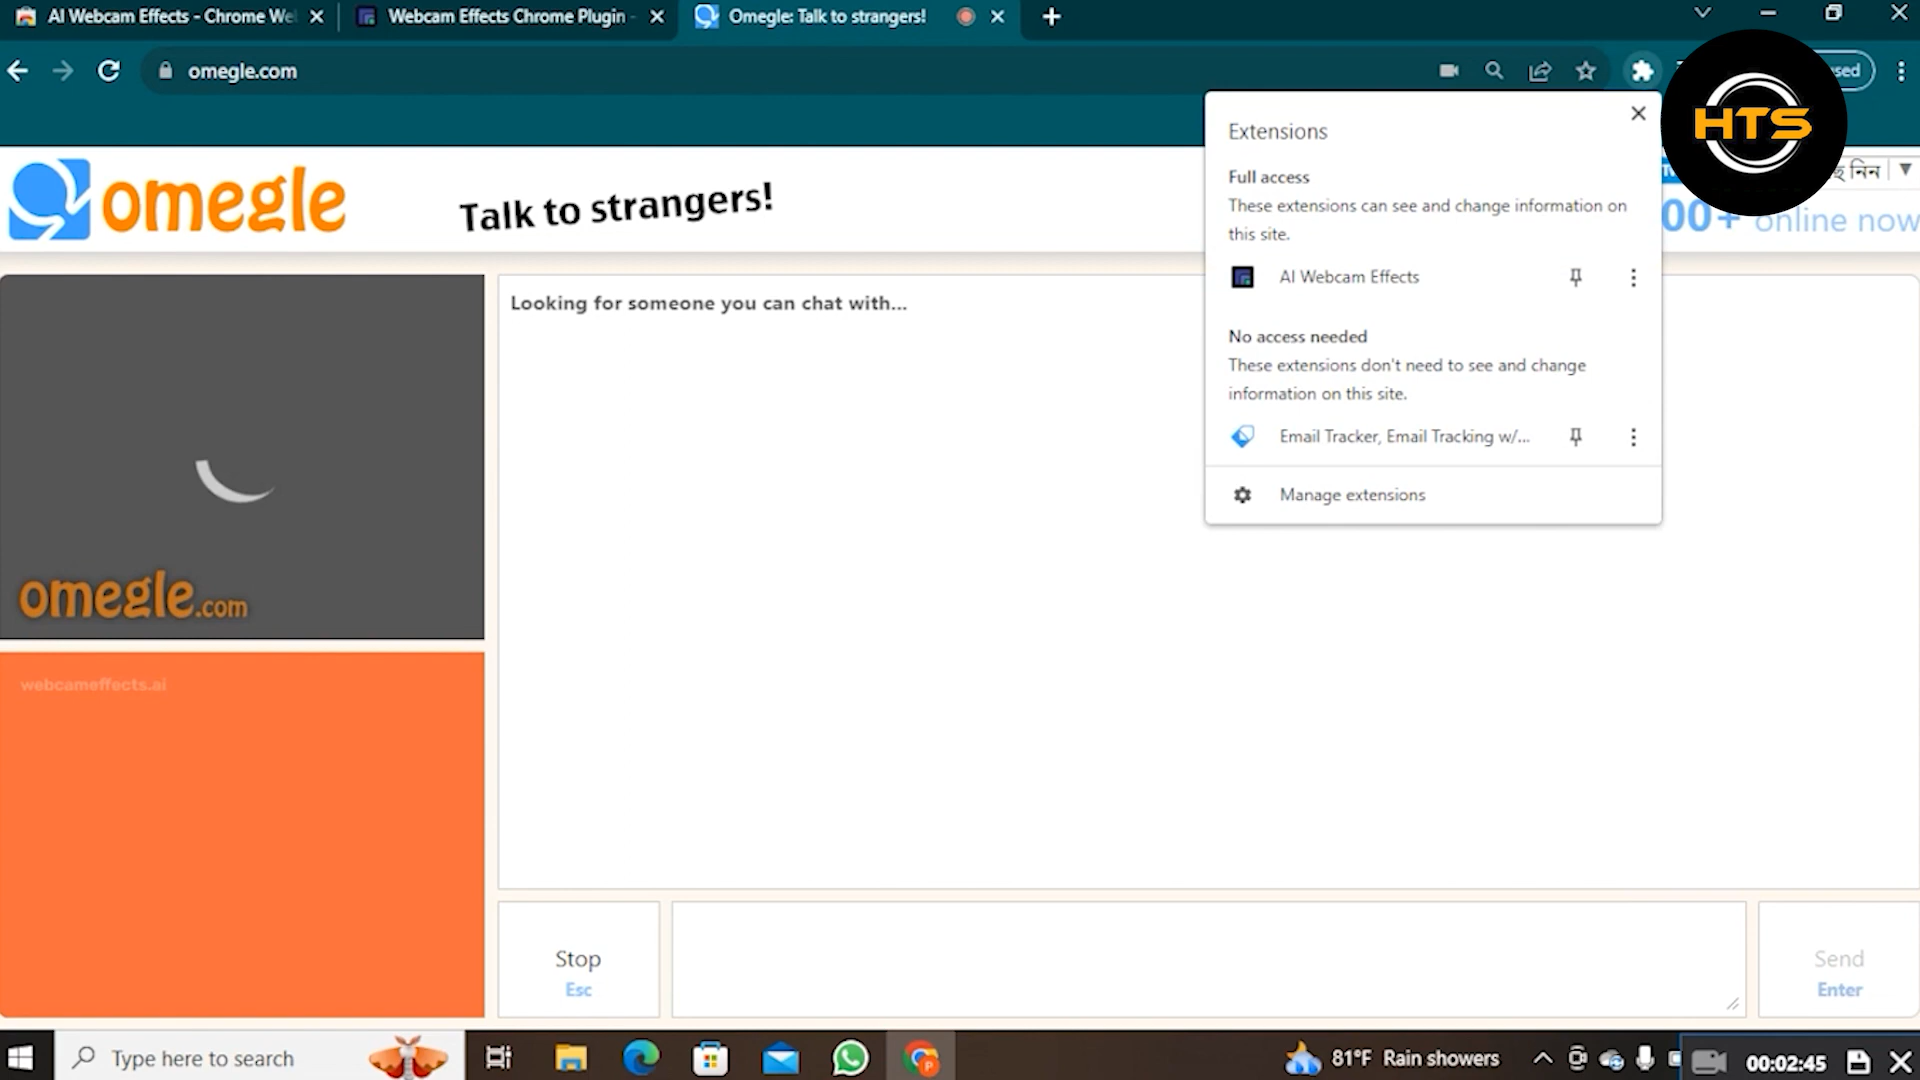 AI Webcam Effects - Chrome We
Webcam Effects Chrome Plugin -
Omegle: Talk to strangers!
omegle.com
HTS
Extensions
Full access
These extensions can see and change information on
this site.
AI Webcam Effects
No access needed
These extensions don't need to see and change
information on this site.
Email Tracker, Email Tracking w/...
Manage extensions
omegle
Talk to strangers!
নিন
00+ online now
Looking for someone you can chat with...
omegle.com
webcameffects.ai
Stop
Esc
Send
Enter
Type here to search
81°F Rain showers
00:02:45